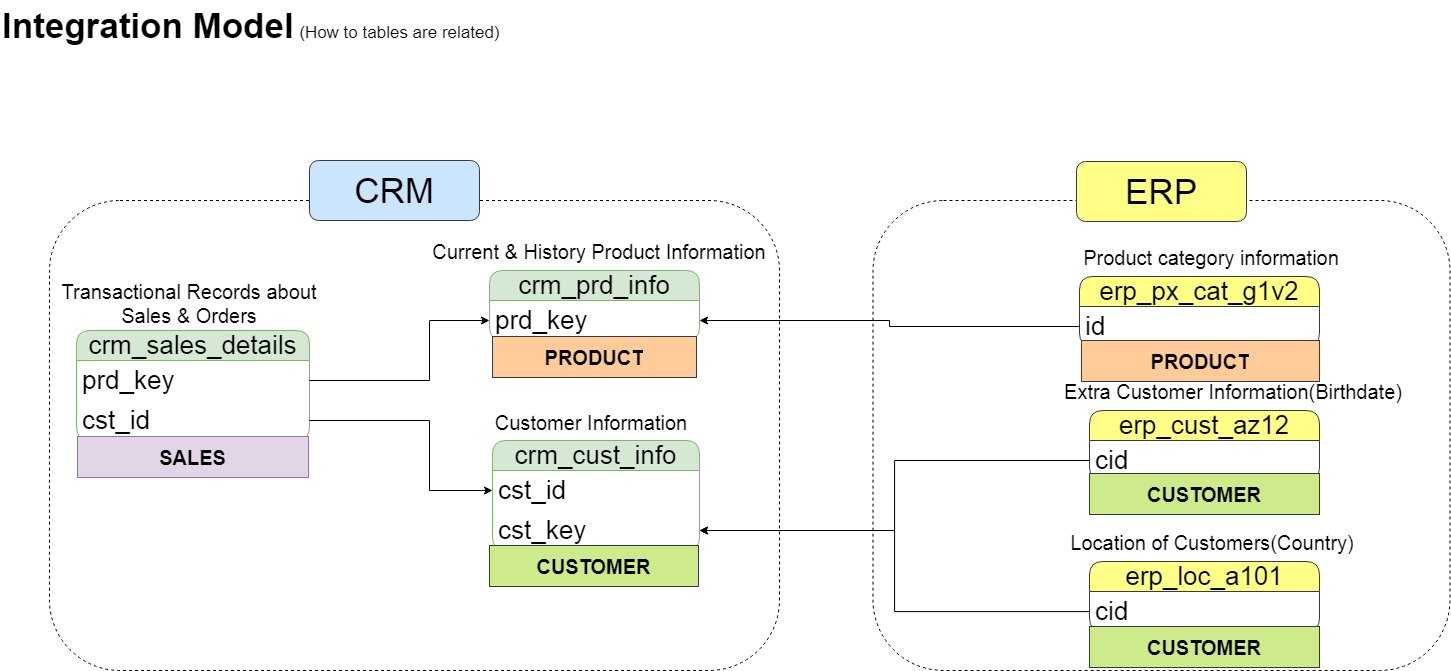 Integration Model (How to tables are related)
CRM
Current & History Product Information
crm_prd_info
prd_key
PRODUCT
Transactional Records about
Sales & Orders
crm_sales_details
prd_key
cst_id
SALES
Customer Information
crm_cust_info
cst_id
cst_key
CUSTOMER
ERP
Product category information
erp_px_cat_g1v2
id
PRODUCT
Extra Customer Information(Birthdate)
erp_cust_az12
cid
CUSTOMER
Location of Customers(Country)
erp_loc_a101
cid
CUSTOMER